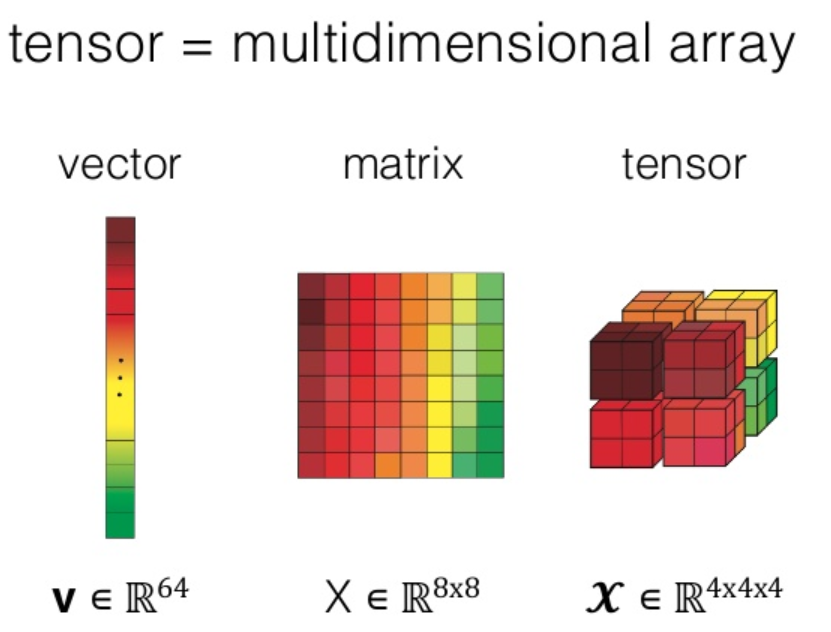 tensor = multidimensional array
vector matrix tensor
𝐯 ∈ ℝ⁶⁴ X ∈ ℝ⁸ˣ⁸ 𝓧 ∈ ℝ⁴ˣ⁴ˣ⁴